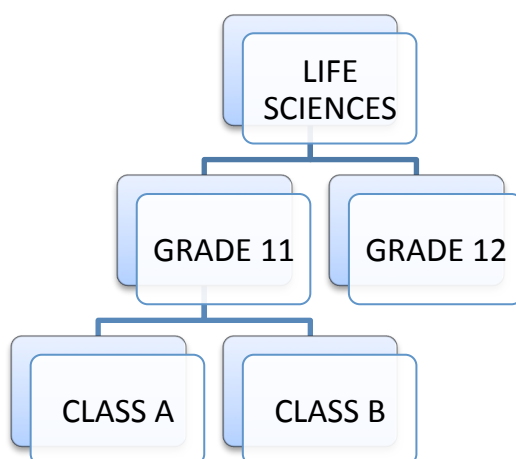 LIFE
SCIENCES
GRADE 11
GRADE 12
CLASS A
CLASS B